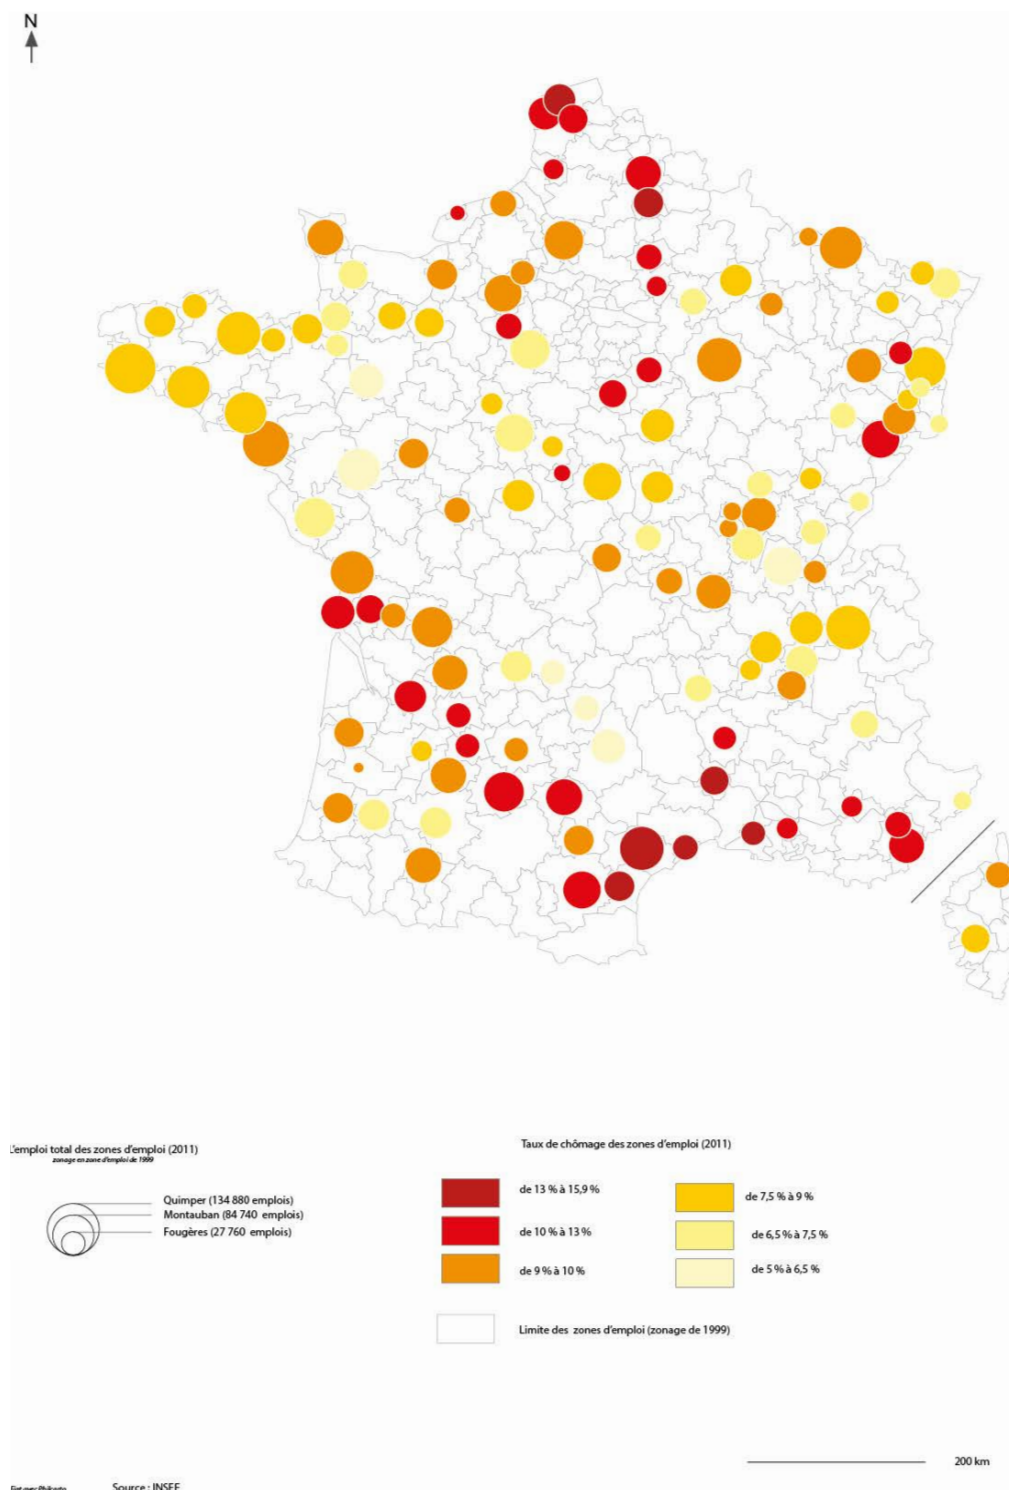 N
L'emploi total des zones d'emploi (2011)
zonage en zone d'emploi de 1999
Quimper (134 880 emplois)
Montauban (84 740 emplois)
Fougères (27 760 emplois)
Taux de chômage des zones d'emploi (2011)
de 13 % à 15,9 %
de 10 % à 13 %
de 9 % à 10 %
de 7,5 % à 9 %
de 6,5 % à 7,5 %
de 5 % à 6,5 %
Limite des zones d'emploi (zonage de 1999)
200 km
avec Philcarto
Source : INSEE